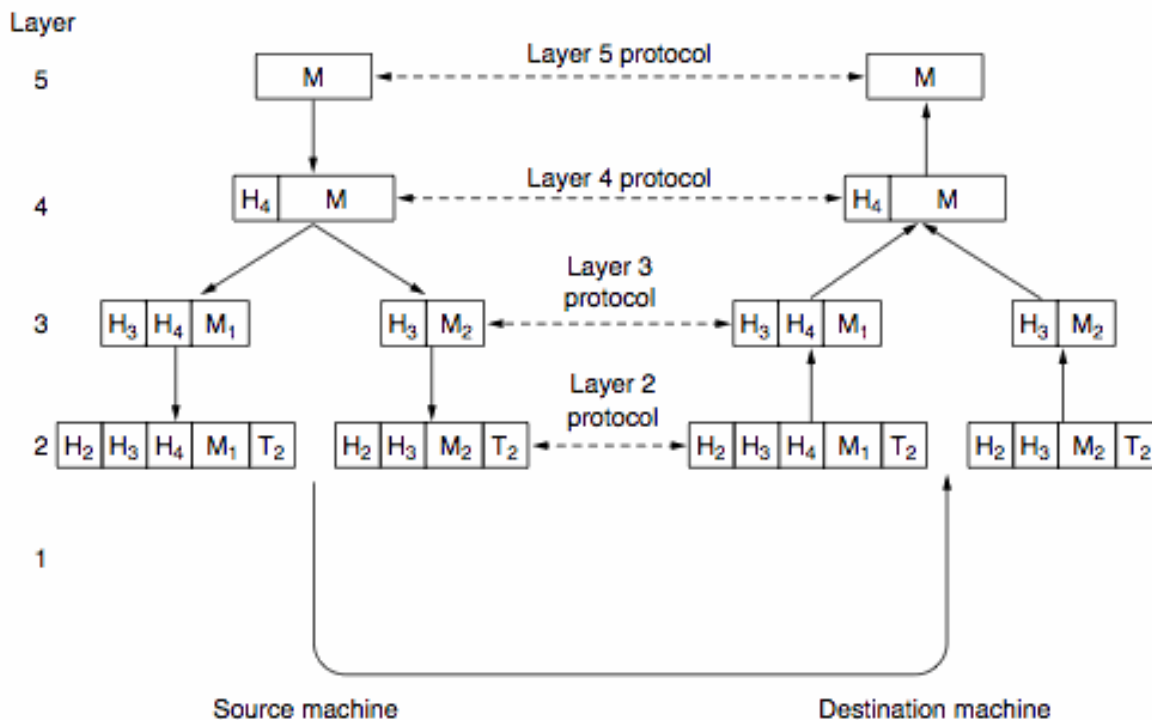 Layer
5 M Layer 5 protocol M
4 H₄ M Layer 4 protocol H₄ M
Layer 3
protocol
3 H₃ H₄ M₁ H₃ M₂ H₃ H₄ M₁ H₃ M₂
Layer 2
protocol
2 H₂ H₃ H₄ M₁ T₂ H₂ H₃ M₂ T₂ H₂ H₃ H₄ M₁ T₂ H₂ H₃ M₂ T₂
1
Source machine Destination machine